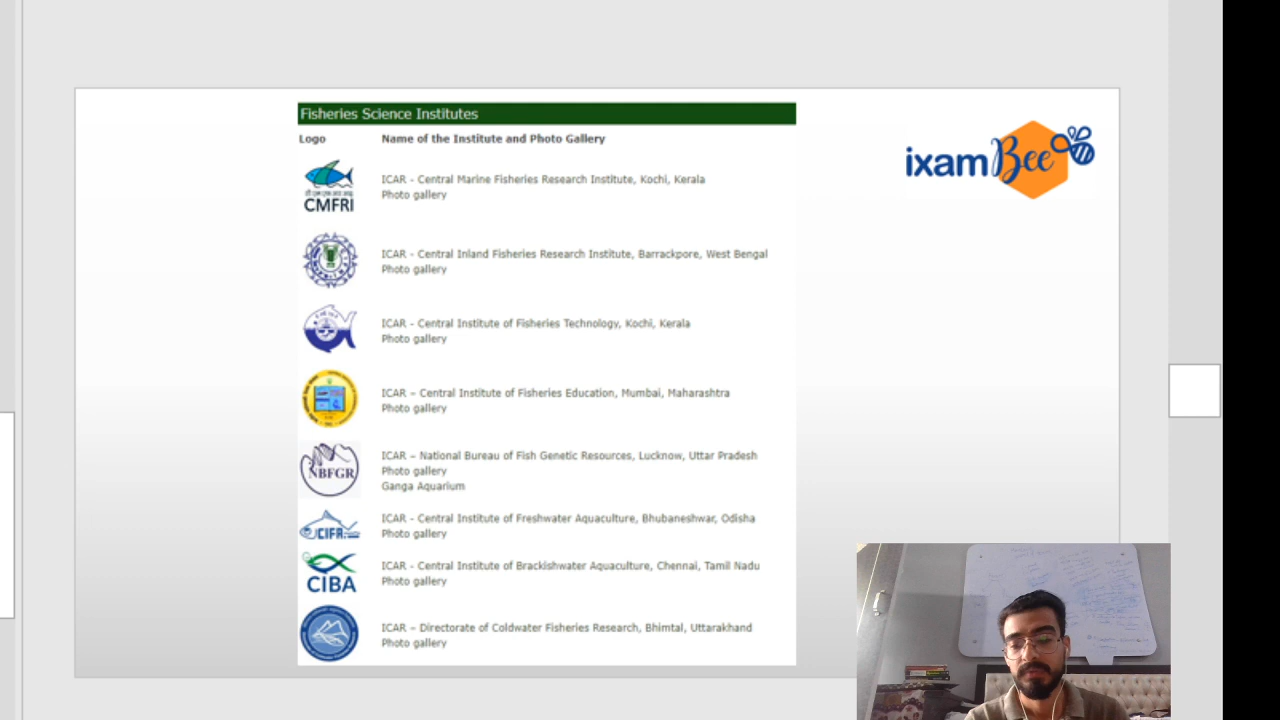 Fisheries Science Institutes
Logo Name of the Institute and Photo Gallery
CMFRI
ICAR - Central Marine Fisheries Research Institute, Kochi, Kerala
Photo gallery
ICAR - Central Inland Fisheries Research Institute, Barrackpore, West Bengal
Photo gallery
ICAR - Central Institute of Fisheries Technology, Kochi, Kerala
Photo gallery
ICAR – Central Institute of Fisheries Education, Mumbai, Maharashtra
Photo gallery
NBFGR
ICAR – National Bureau of Fish Genetic Resources, Lucknow, Uttar Pradesh
Photo gallery
Ganga Aquarium
CIFA
ICAR - Central Institute of Freshwater Aquaculture, Bhubaneshwar, Odisha
Photo gallery
CIBA
ICAR - Central Institute of Brackishwater Aquaculture, Chennai, Tamil Nadu
Photo gallery
ICAR – Directorate of Coldwater Fisheries Research, Bhimtal, Uttarakhand
Photo gallery
ixamBee